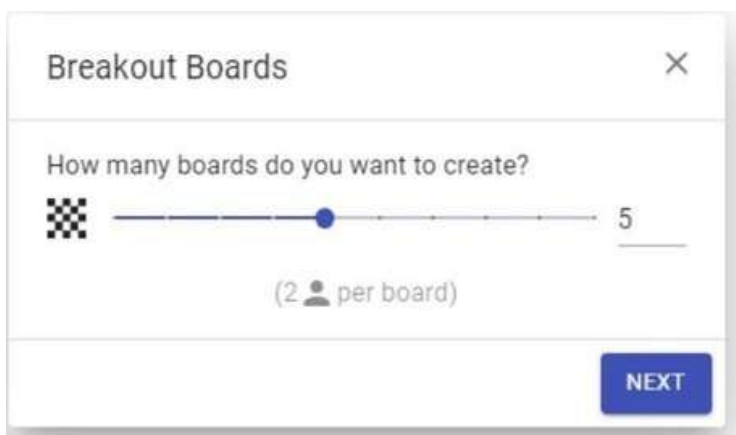 Breakout Boards
How many boards do you want to create?
5
(2 per board)
NEXT